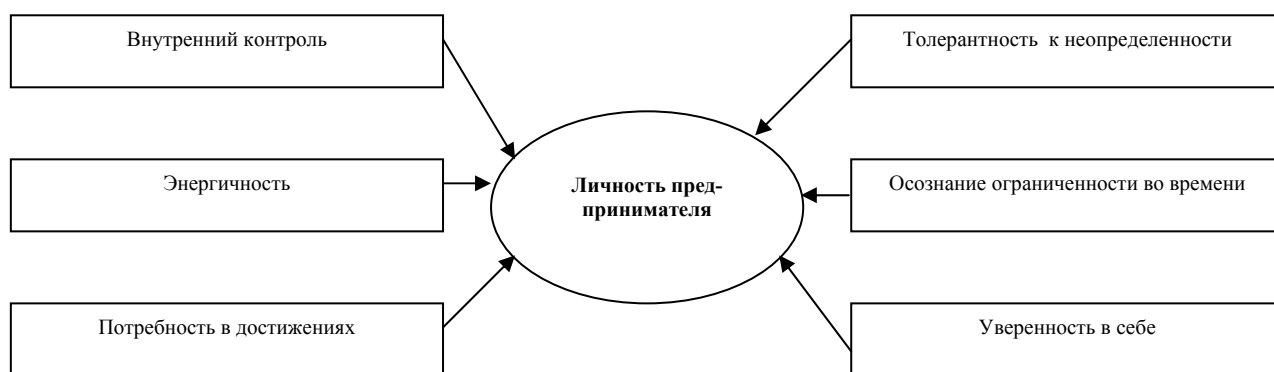 Внутренний контроль
Толерантность к неопределенности
Энергичность
Личность пред-
принимателя
Осознание ограниченности во времени
Потребность в достижениях
Уверенность в себе